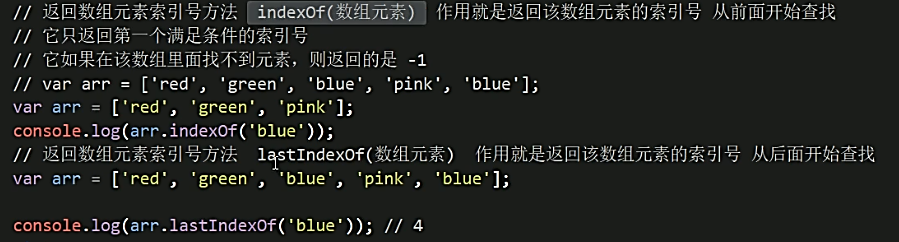 // 返回数组元素索引号方法 indexOf(数组元素) 作用就是返回该数组元素的索引号 从前面开始查找
// 它只返回第一个满足条件的索引号
// 它如果在该数组里面找不到元素，则返回的是 -1
// var arr = ['red', 'green', 'blue', 'pink', 'blue'];
var arr = ['red', 'green', 'pink'];
console.log(arr.indexOf('blue'));
// 返回数组元素索引号方法 lastIndexOf(数组元素) 作用就是返回该数组元素的索引号 从后面开始查找
var arr = ['red', 'green', 'blue', 'pink', 'blue'];
console.log(arr.lastIndexOf('blue')); // 4